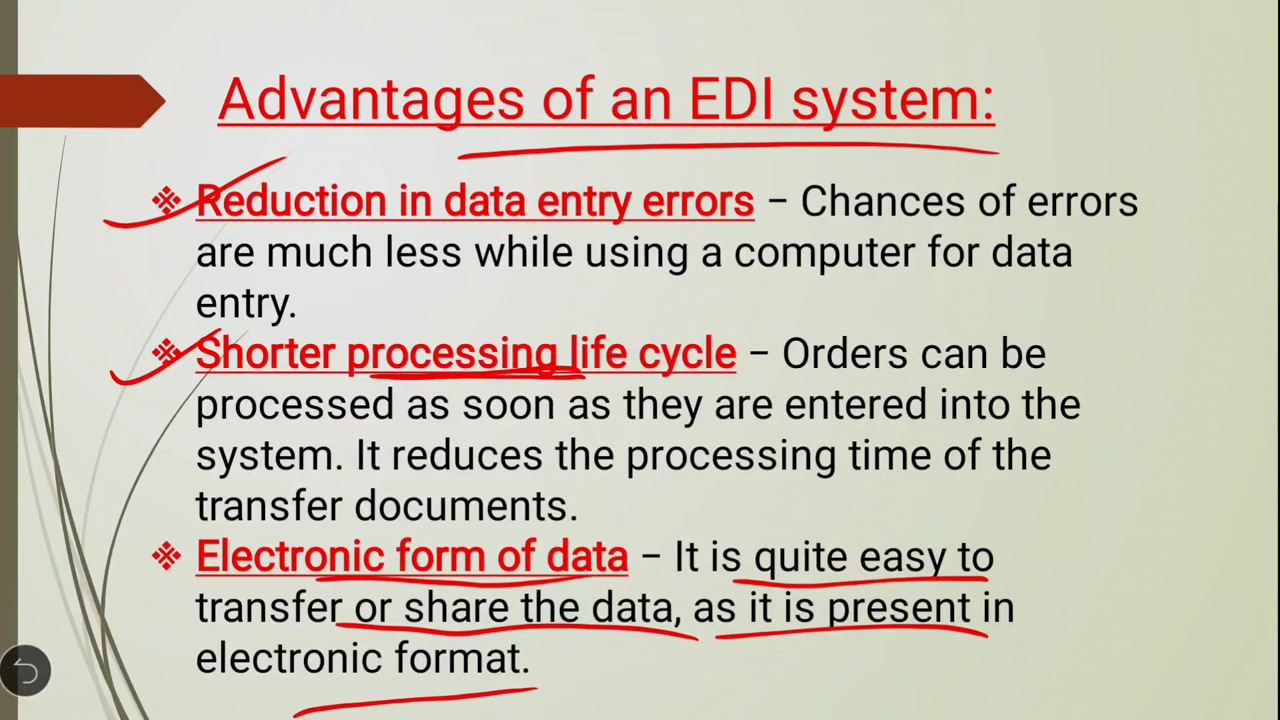 Advantages of an EDI system:
❖ Reduction in data entry errors – Chances of errors
are much less while using a computer for data
entry.
❖ Shorter processing life cycle – Orders can be
processed as soon as they are entered into the
system. It reduces the processing time of the
transfer documents.
❖ Electronic form of data – It is quite easy to
transfer or share the data, as it is present in
electronic format.